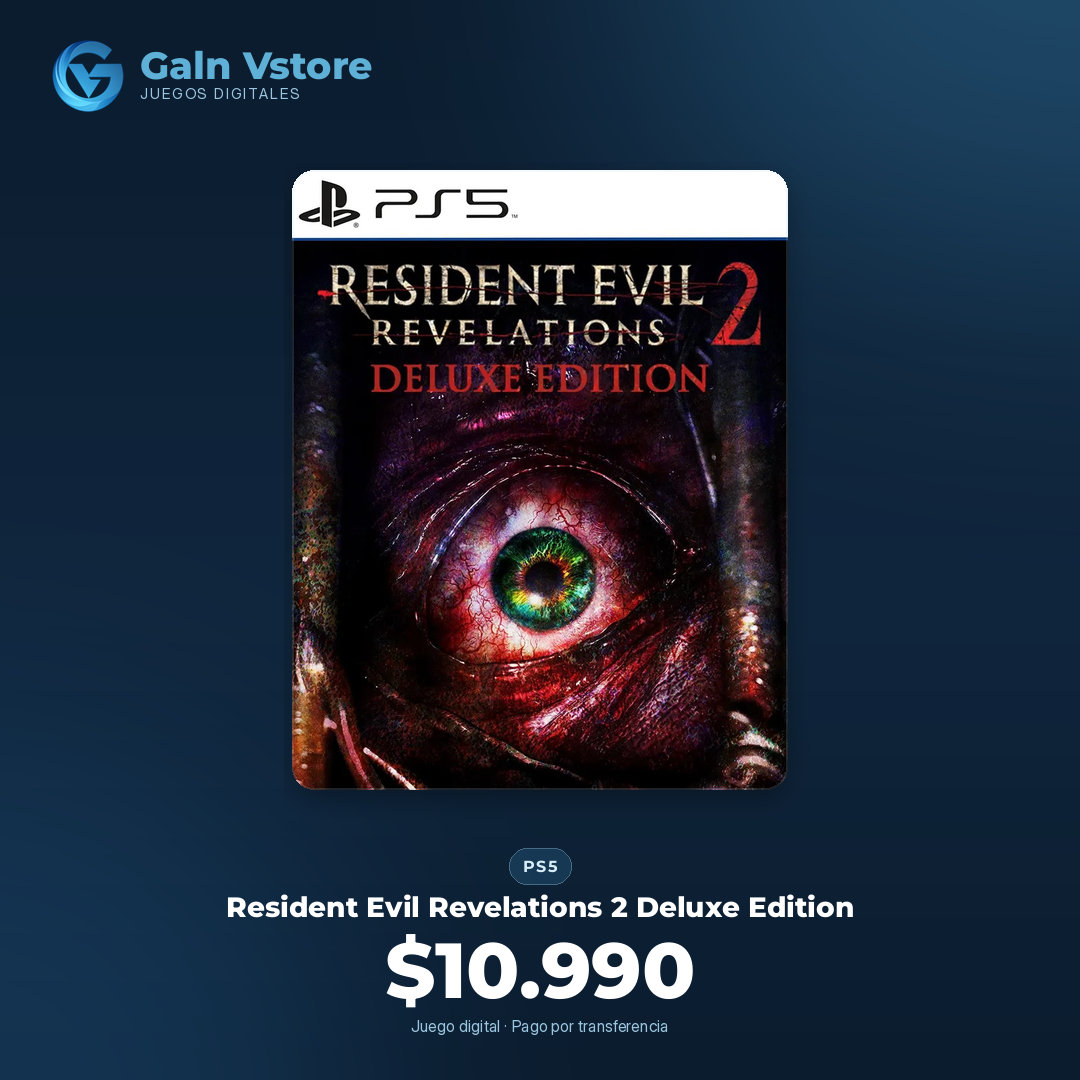 Galn Vstore
JUEGOS DIGITALES
PS5
RESIDENT EVIL 2
REVELATIONS
DELUXE EDITION
PS5
Resident Evil Revelations 2 Deluxe Edition
$10.990
Juego digital · Pago por transferencia